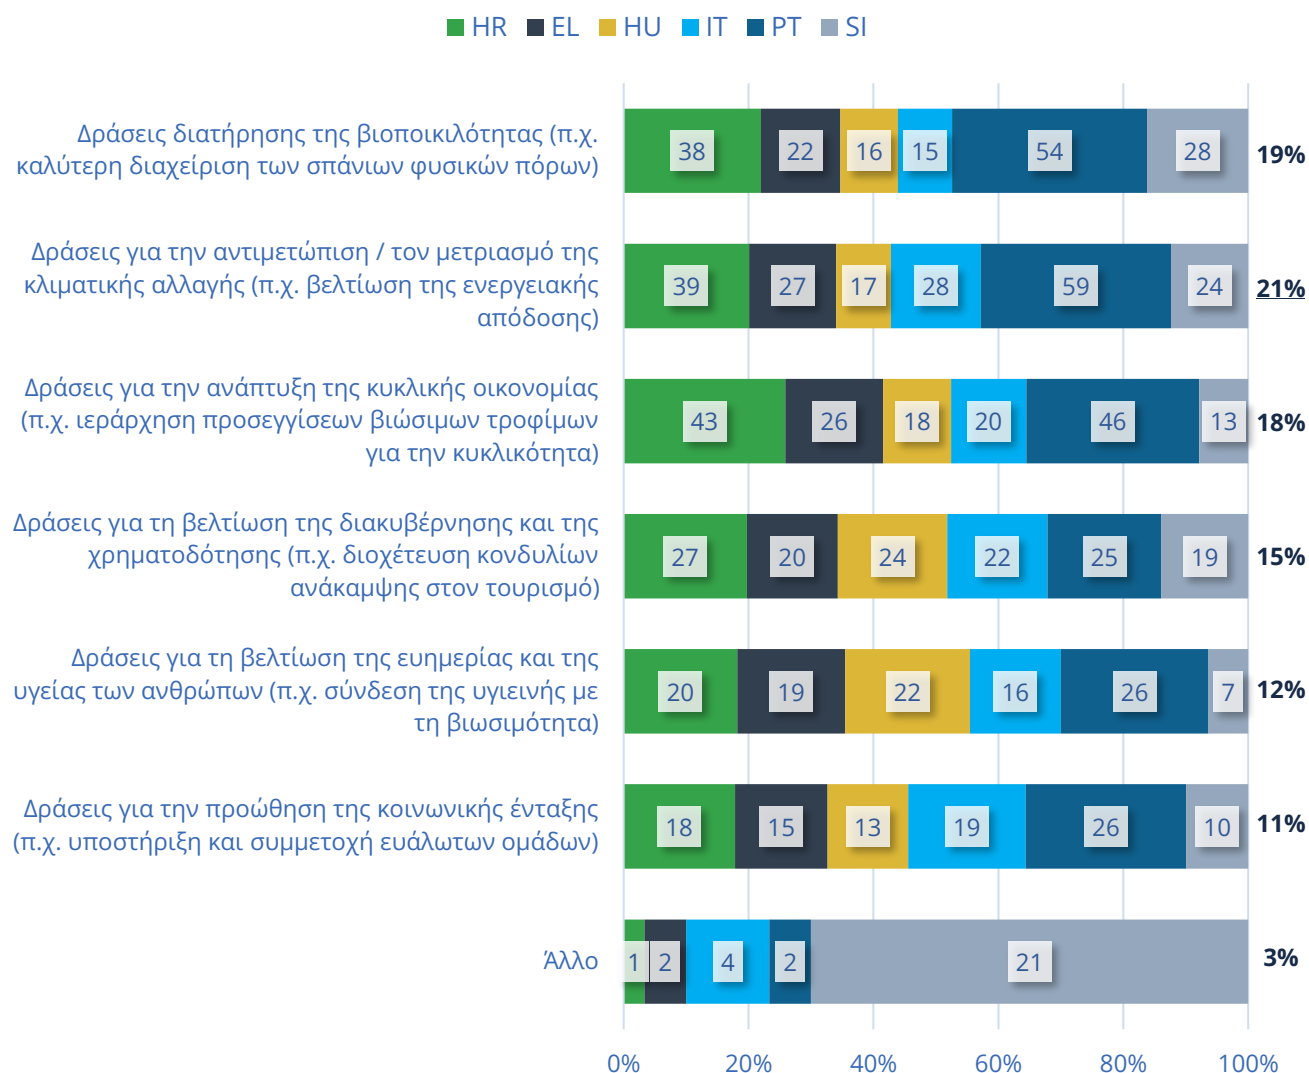 HR EL HU IT PT SI
Δράσεις διατήρησης της βιοποικιλότητας (π.χ.
καλύτερη διαχείριση των σπάνιων φυσικών πόρων)
38 22 16 15 54 28 19%
Δράσεις για την αντιμετώπιση / τον μετριασμό της
κλιματικής αλλαγής (π.χ. βελτίωση της ενεργειακής
απόδοσης)
39 27 17 28 59 24 21%
Δράσεις για την ανάπτυξη της κυκλικής οικονομίας
(π.χ. ιεράρχηση προσεγγίσεων βιώσιμων τροφίμων
για την κυκλικότητα)
43 26 18 20 46 13 18%
Δράσεις για τη βελτίωση της διακυβέρνησης και της
χρηματοδότησης (π.χ. διοχέτευση κονδυλίων
ανάκαμψης στον τουρισμό)
27 20 24 22 25 19 15%
Δράσεις για τη βελτίωση της ευημερίας και της
υγείας των ανθρώπων (π.χ. σύνδεση της υγιεινής με
τη βιωσιμότητα)
20 19 22 16 26 7 12%
Δράσεις για την προώθηση της κοινωνικής ένταξης
(π.χ. υποστήριξη και συμμετοχή ευάλωτων ομάδων)
18 15 13 19 26 10 11%
Άλλο
1 2 4 2 21 3%
0% 20% 40% 60% 80% 100%